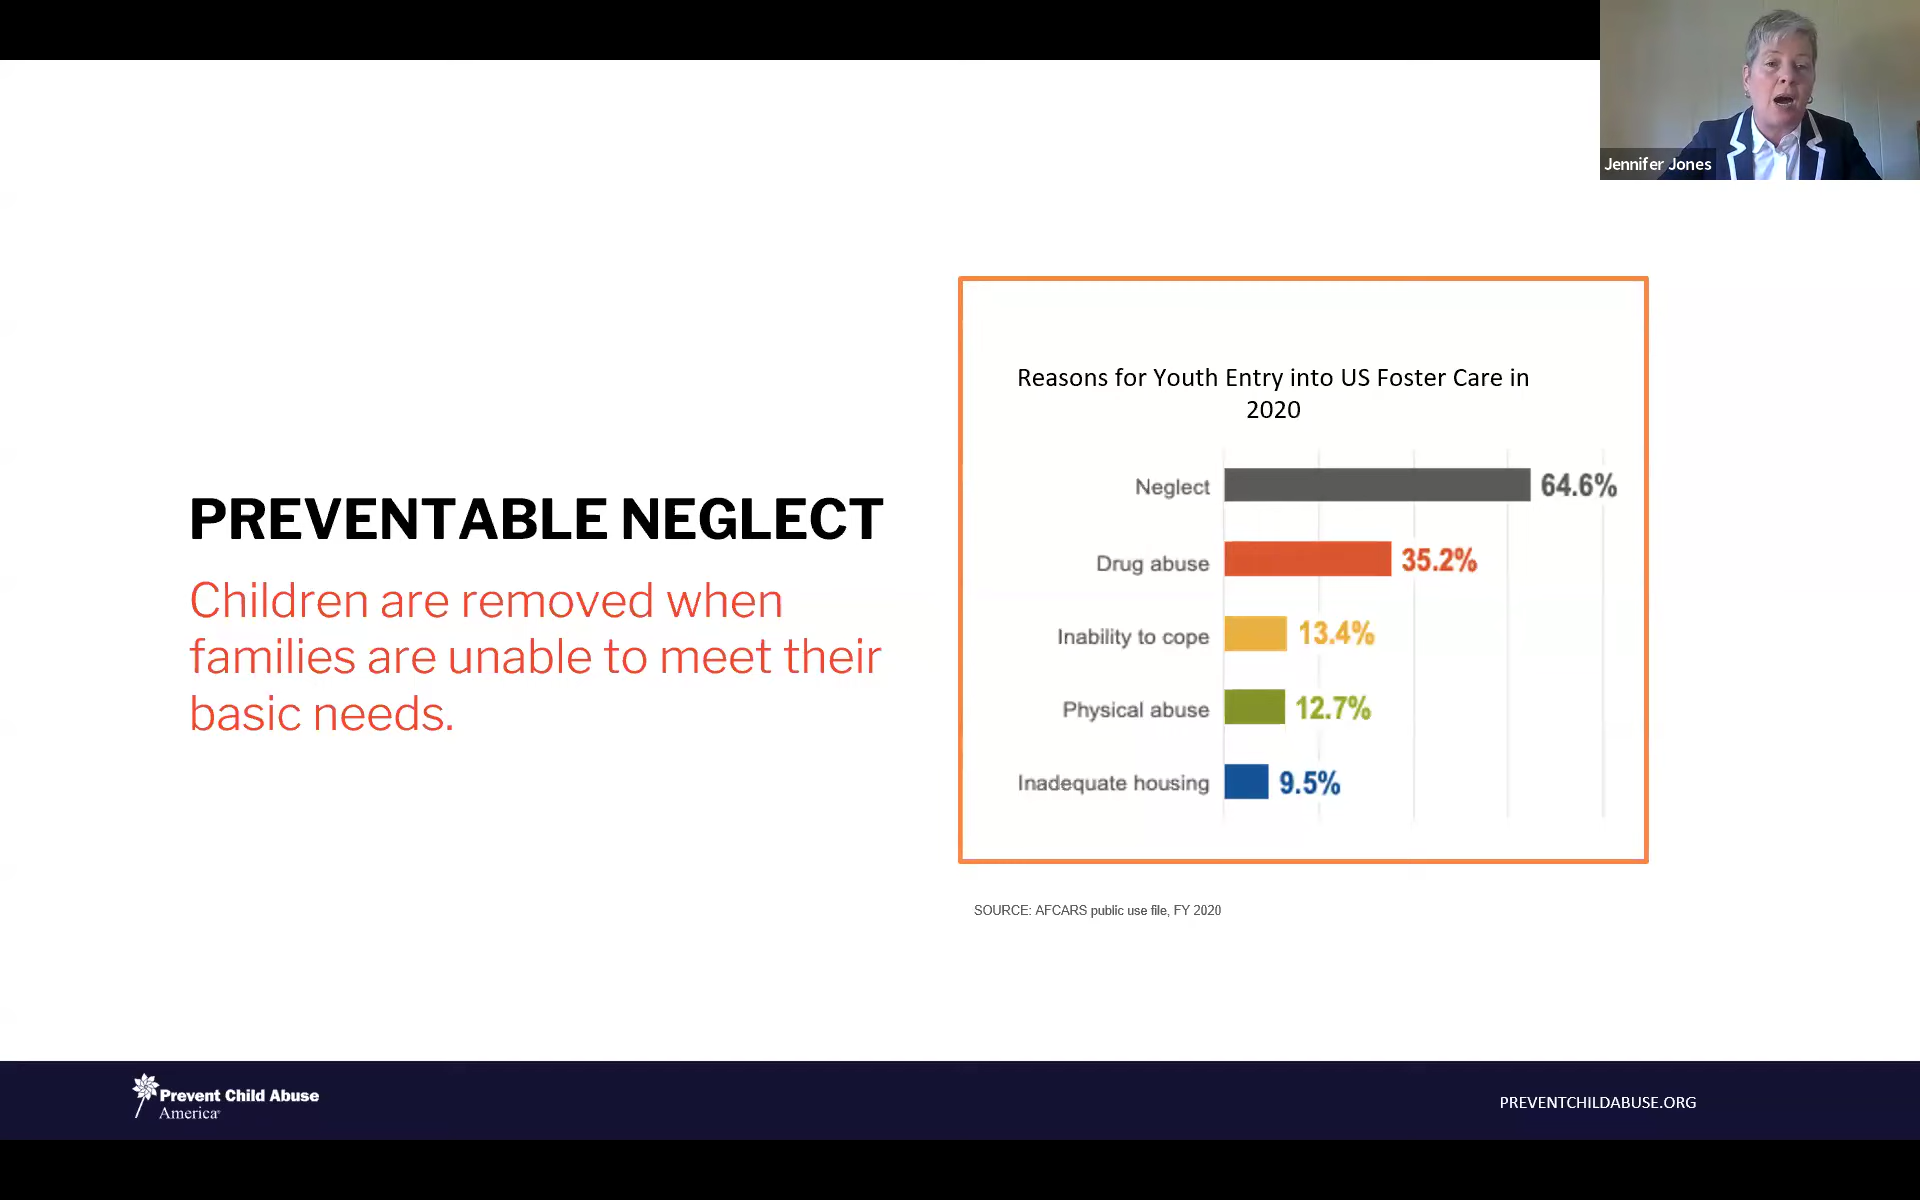 Jennifer Jones
PREVENTABLE NEGLECT
Children are removed when
families are unable to meet their
basic needs.
Reasons for Youth Entry into US Foster Care in
2020
Neglect 64.6%
Drug abuse 35.2%
Inability to cope 13.4%
Physical abuse 12.7%
Inadequate housing 9.5%
SOURCE: AFCARS public use file, FY 2020
Prevent Child Abuse
America®
PREVENTCHILDABUSE.ORG